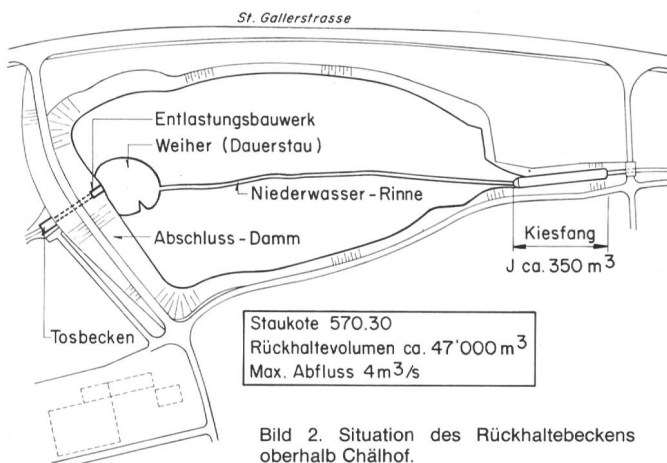 St. Gallerstrasse
Entlastungsbauwerk
Weiher (Dauerstau)
Niederwasser-Rinne
Abschluss-Damm
Kiesfang
J ca. 350 m³
Tosbecken
Staukote 570.30
Rückhaltevolumen ca. 47'000 m³
Max. Abfluss 4 m³/s
Bild 2. Situation des Rückhaltebeckens
oberhalb Chälhof.